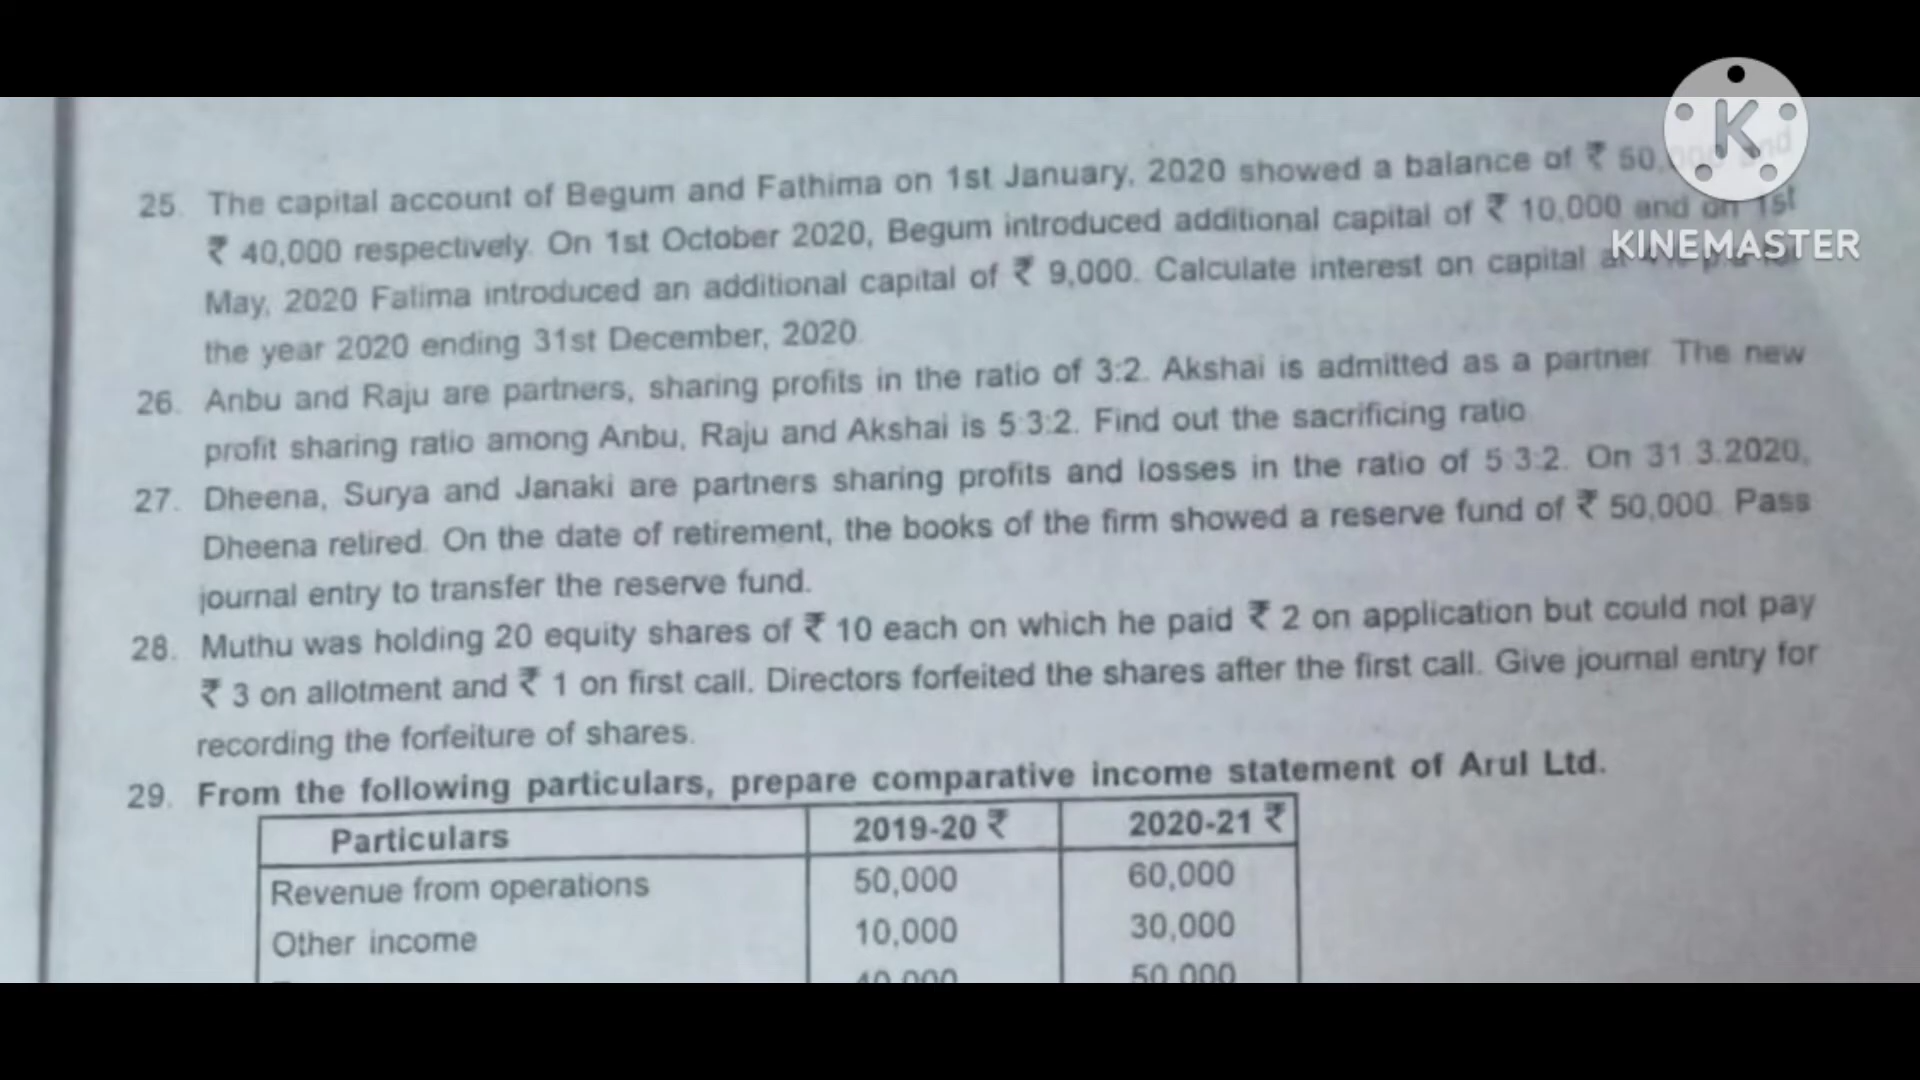 K
KINEMASTER
25. The capital account of Begum and Fathima on 1st January, 2020 showed a balance of ₹ 50,000 and
₹ 40,000 respectively. On 1st October 2020, Begum introduced additional capital of ₹ 10,000 and on 1st
May, 2020 Fatima introduced an additional capital of ₹ 9,000. Calculate interest on capital at
the year 2020 ending 31st December, 2020.
26. Anbu and Raju are partners, sharing profits in the ratio of 3:2. Akshai is admitted as a partner. The new
profit sharing ratio among Anbu, Raju and Akshai is 5:3:2. Find out the sacrificing ratio.
27. Dheena, Surya and Janaki are partners sharing profits and losses in the ratio of 5:3:2. On 31.3.2020,
Dheena retired. On the date of retirement, the books of the firm showed a reserve fund of ₹ 50,000. Pass
journal entry to transfer the reserve fund.
28. Muthu was holding 20 equity shares of ₹ 10 each on which he paid ₹ 2 on application but could not pay
₹ 3 on allotment and ₹ 1 on first call. Directors forfeited the shares after the first call. Give journal entry for
recording the forfeiture of shares.
29. From the following particulars, prepare comparative income statement of Arul Ltd.
Particulars 2019-20 ₹ 2020-21 ₹
Revenue from operations 50,000 60,000
Other income 10,000 30,000
40,000 50,000